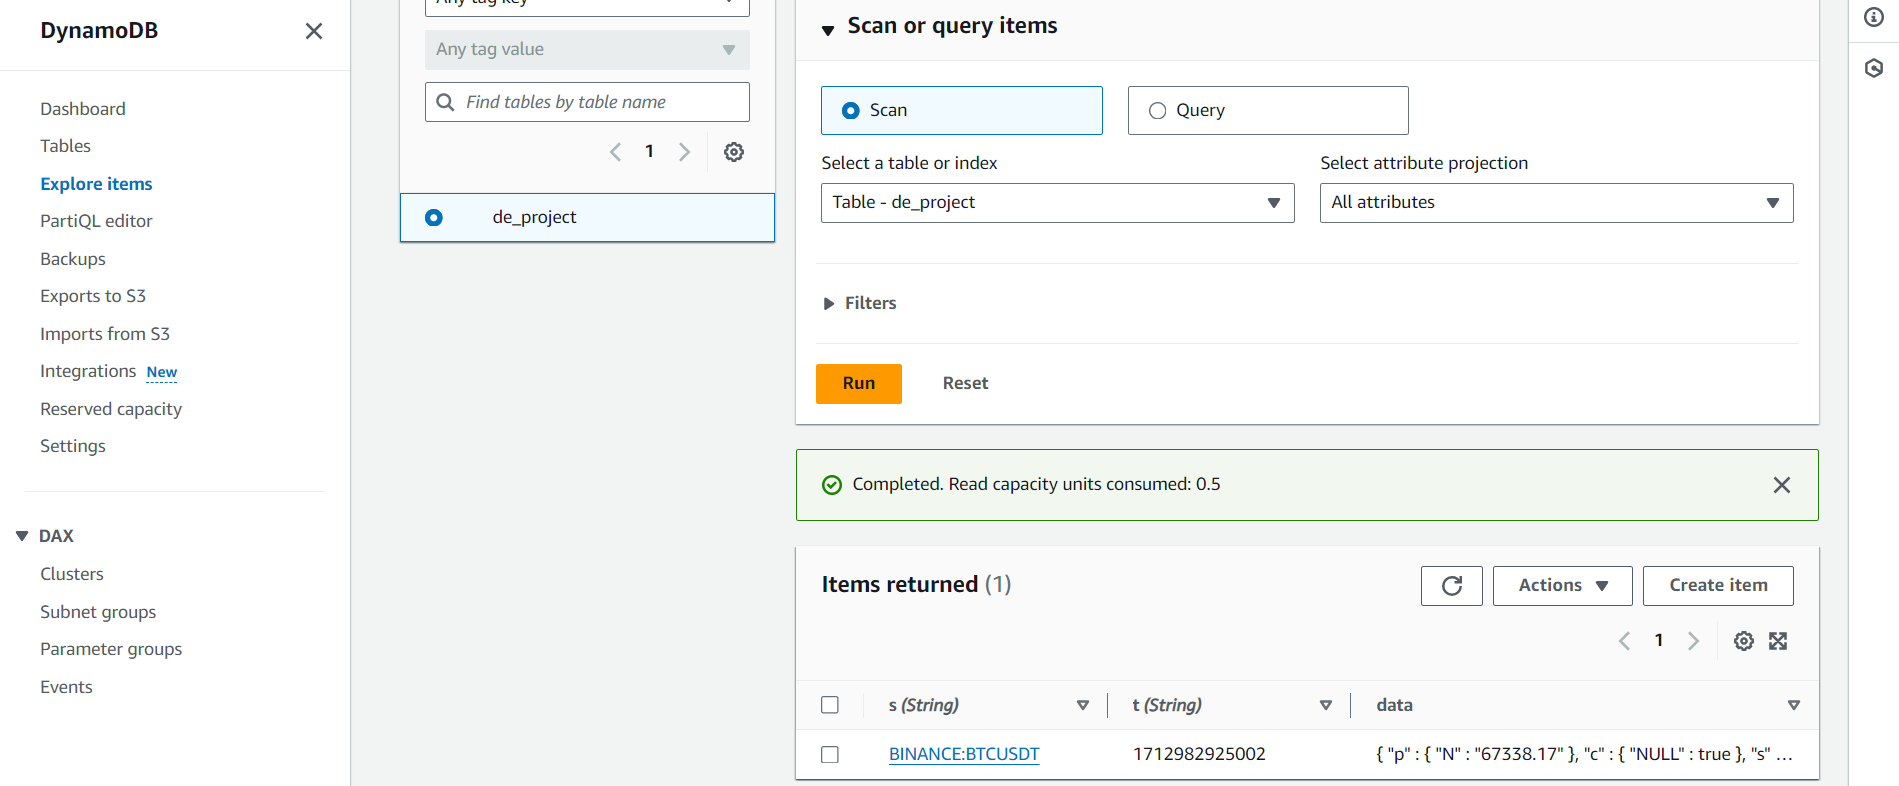 DynamoDB
Dashboard
Tables
Explore items
PartiQL editor
Backups
Exports to S3
Imports from S3
Integrations New
Reserved capacity
Settings
DAX
Clusters
Subnet groups
Parameter groups
Events
Any tag key
Any tag value
Find tables by table name
1
de_project
Scan or query items
Scan
Query
Select a table or index
Select attribute projection
Table - de_project
All attributes
Filters
Run
Reset
Completed. Read capacity units consumed: 0.5
Items returned (1)
Actions
Create item
1
s (String)
t (String)
data
BINANCE:BTCUSDT
1712982925002
{ "p" : { "N" : "67338.17" }, "c" : { "NULL" : true }, "s" …